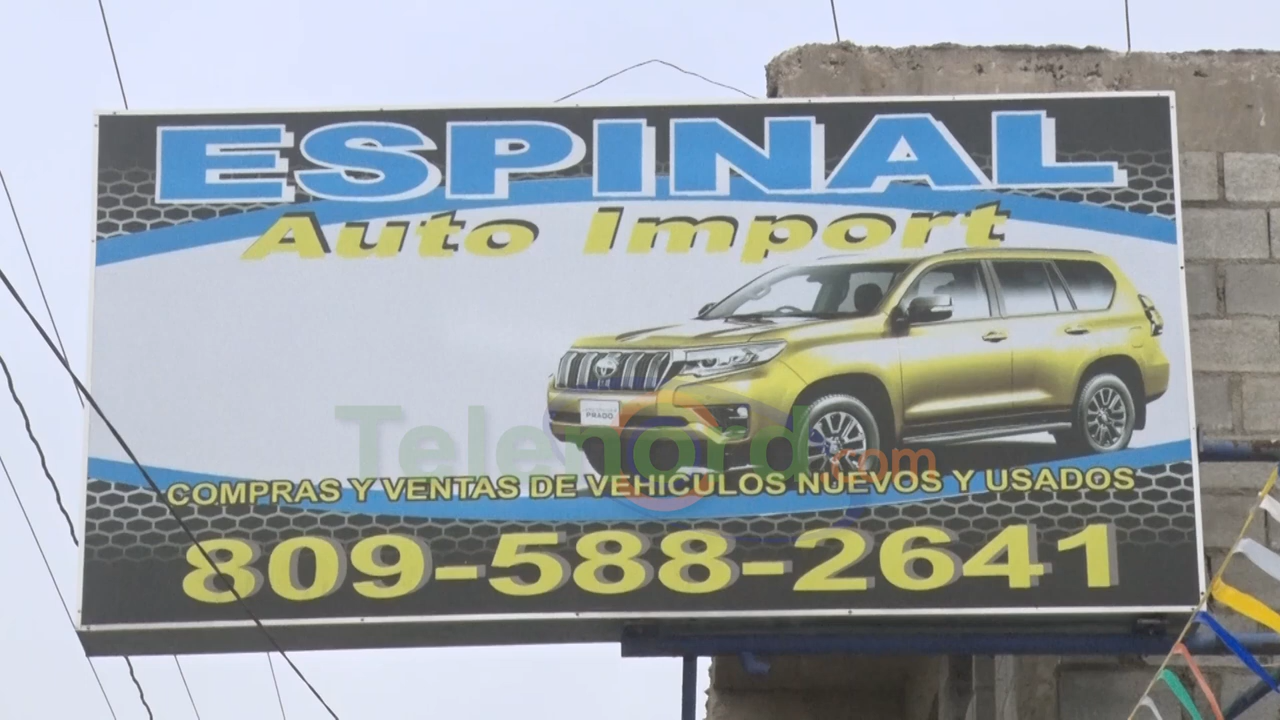 ESPINAL
Auto Import
PRADO
Telenord.com
COMPRAS Y VENTAS DE VEHICULOS NUEVOS Y USADOS
809-588-2641